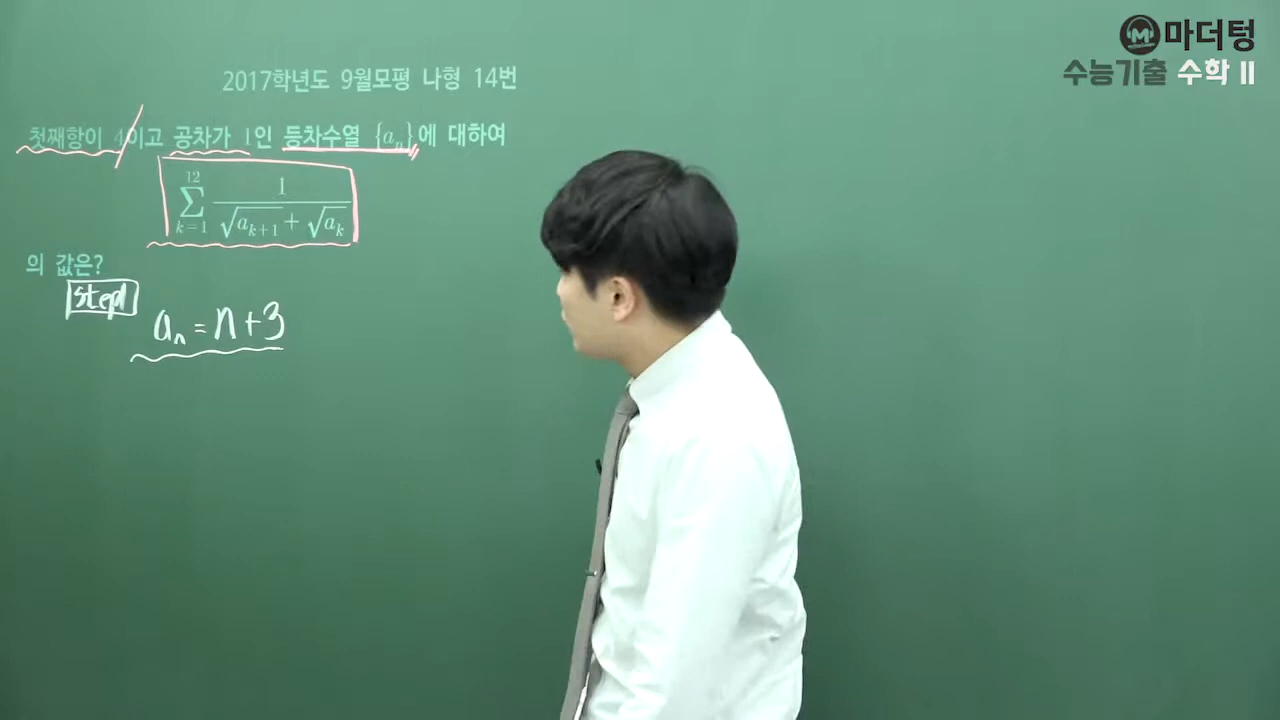 마더텅
수능기출 수학 II
2017학년도 9월모평 나형 14번
첫째항이 4이고 공차가 1인 등차수열 {aₙ}에 대하여
∑_{k=1}^{12} 1/(√a_{k+1} + √a_k)
의 값은?
step1
aₙ = n+3